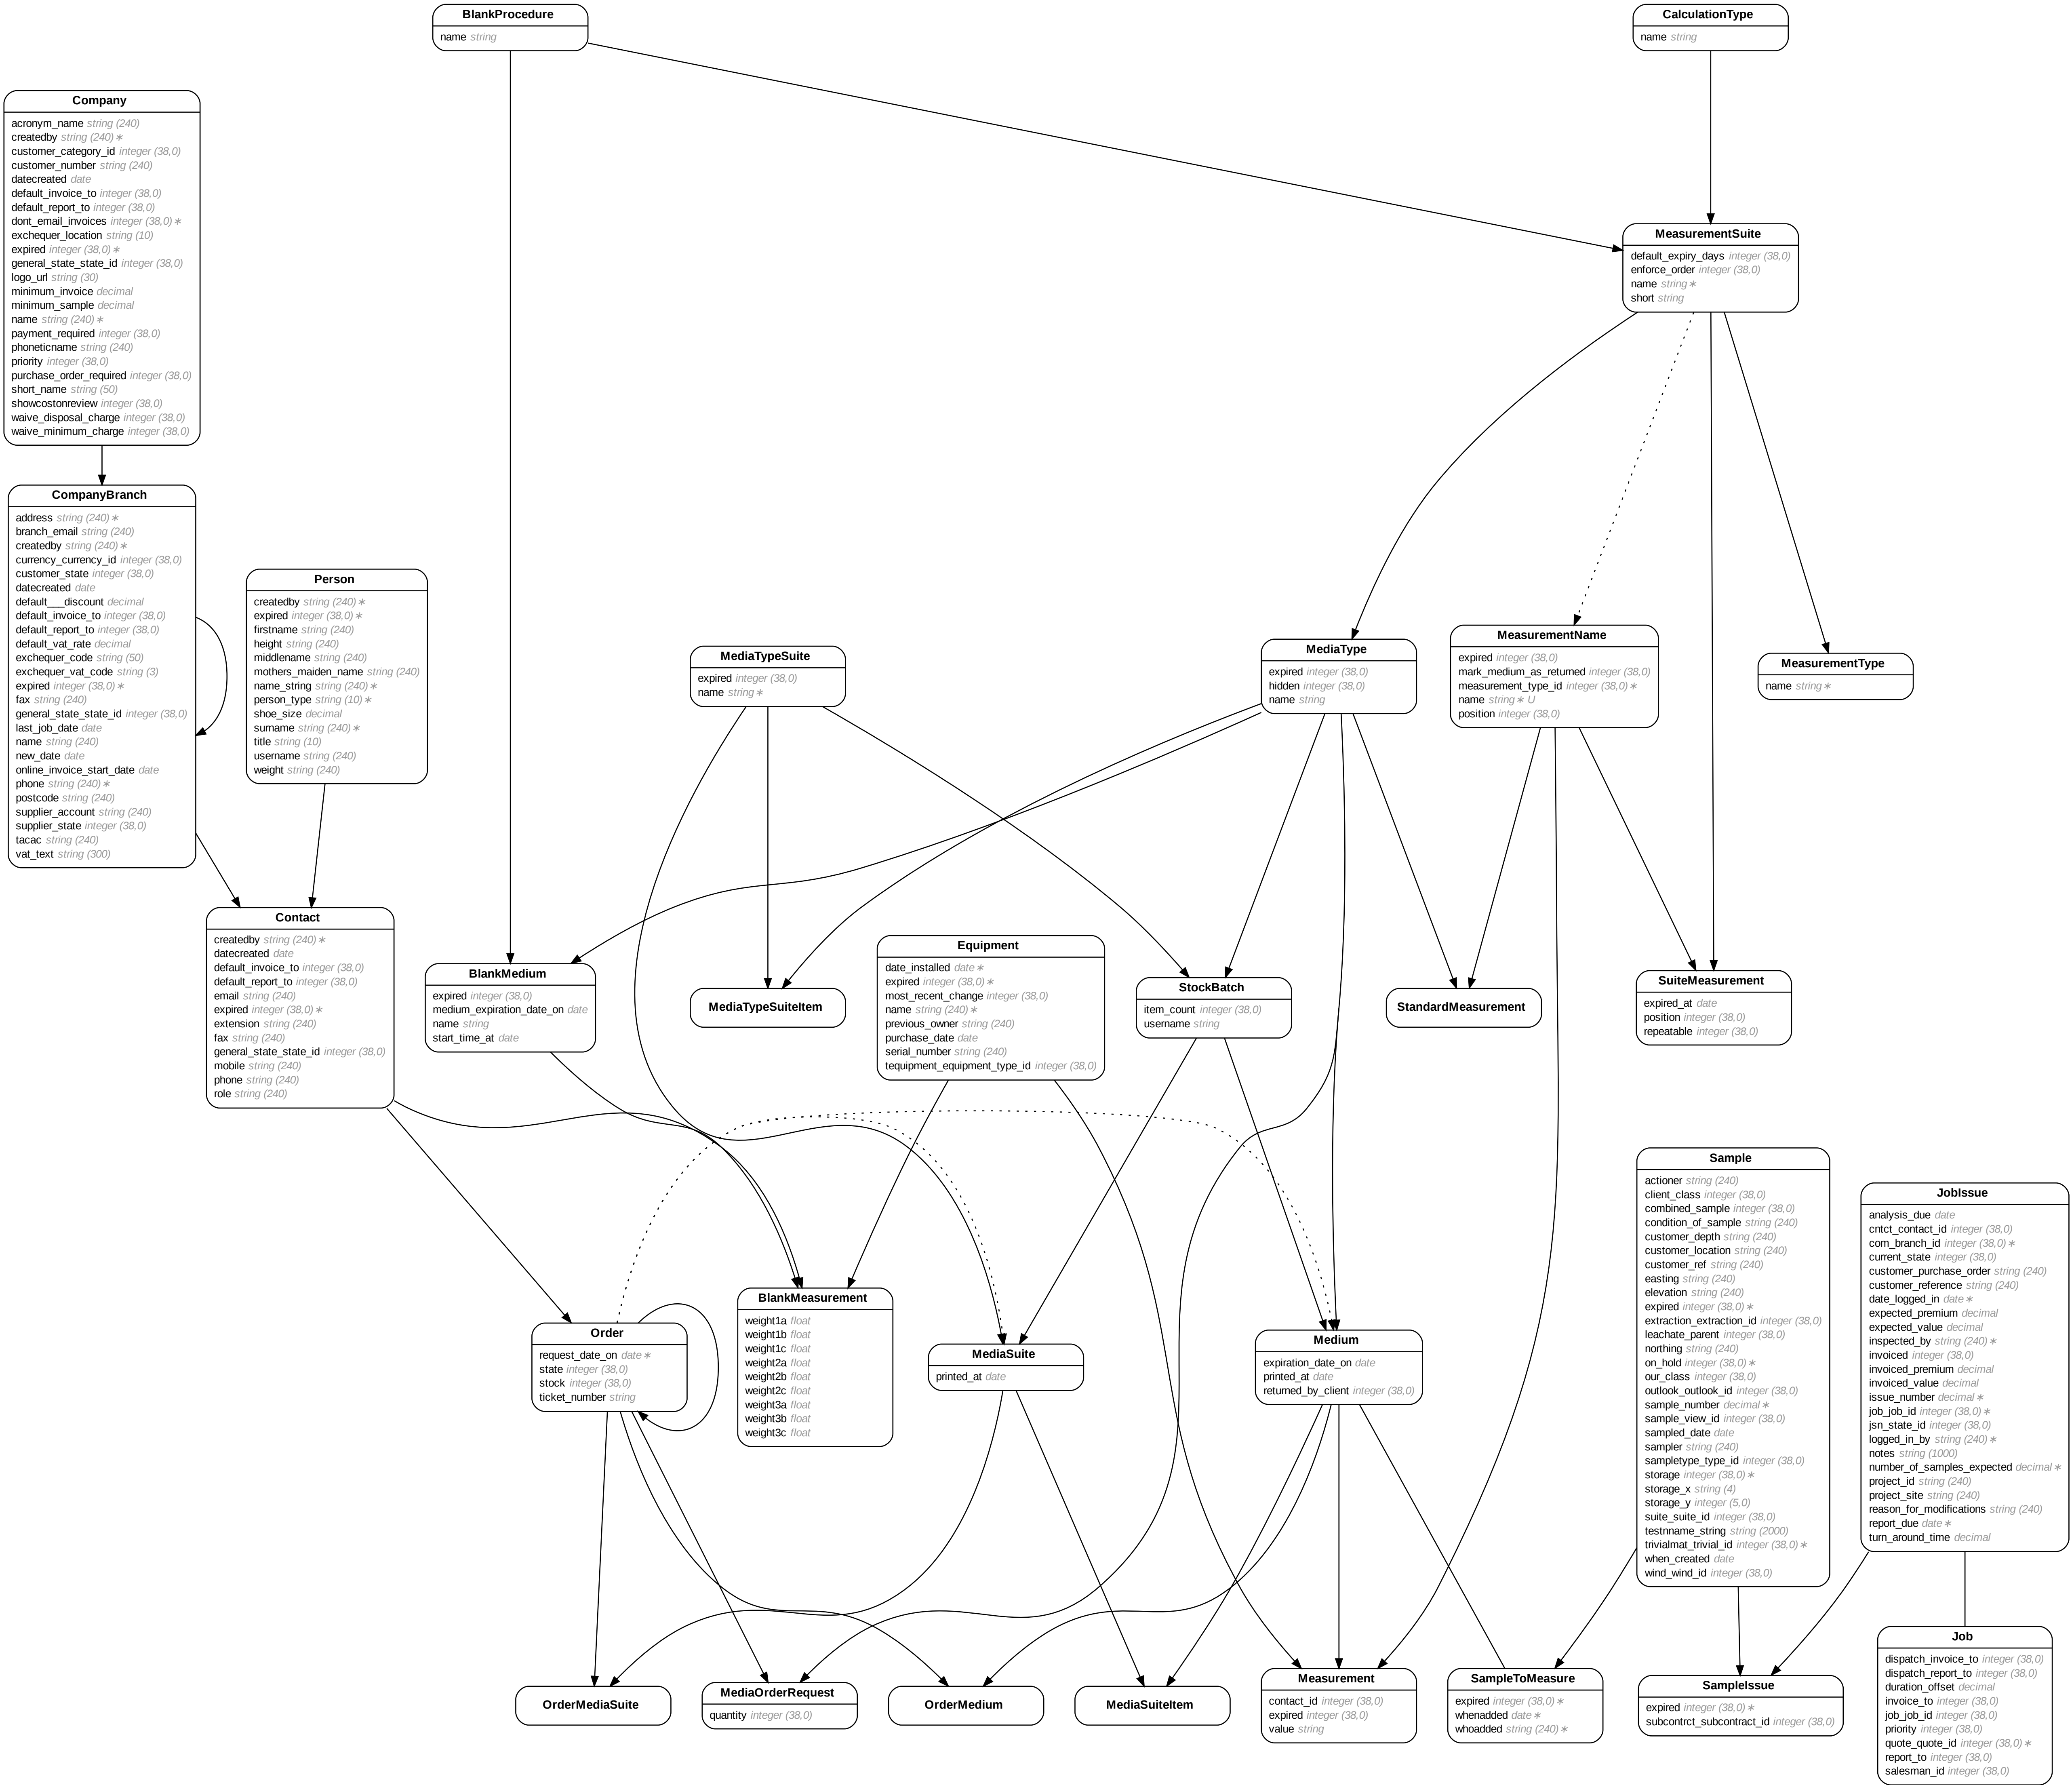 BlankProcedure
name string
CalculationType
name string
Company
acronym_name string (240)
createdby string (240) ∗
customer_category_id integer (38,0)
customer_number string (240)
datecreated date
default_invoice_to integer (38,0)
default_report_to integer (38,0)
dont_email_invoices integer (38,0) ∗
exchequer_location string (10)
expired integer (38,0) ∗
general_state_state_id integer (38,0)
logo_url string (30)
minimum_invoice decimal
minimum_sample decimal
name string (240) ∗
payment_required integer (38,0)
phoneticname string (240)
priority integer (38,0)
purchase_order_required integer (38,0)
short_name string (50)
showcostonreview integer (38,0)
waive_disposal_charge integer (38,0)
waive_minimum_charge integer (38,0)
MeasurementSuite
default_expiry_days integer (38,0)
enforce_order integer (38,0)
name string ∗
short string
CompanyBranch
address string (240) ∗
branch_email string (240)
createdby string (240) ∗
currency_currency_id integer (38,0)
customer_state integer (38,0)
datecreated date
default___discount decimal
default_invoice_to integer (38,0)
default_report_to integer (38,0)
default_vat_rate decimal
exchequer_code string (50)
exchequer_vat_code string (3)
expired integer (38,0) ∗
fax string (240)
general_state_state_id integer (38,0)
last_job_date date
name string (240)
new_date date
online_invoice_start_date date
phone string (240) ∗
postcode string (240)
supplier_account string (240)
supplier_state integer (38,0)
tacac string (240)
vat_text string (300)
Person
createdby string (240) ∗
expired integer (38,0) ∗
firstname string (240)
height string (240)
middlename string (240)
mothers_maiden_name string (240)
name_string string (240) ∗
person_type string (10) ∗
shoe_size decimal
surname string (240) ∗
title string (10)
username string (240)
weight string (240)
MediaTypeSuite
expired integer (38,0)
name string ∗
MediaType
expired integer (38,0)
hidden integer (38,0)
name string
MeasurementName
expired integer (38,0)
mark_medium_as_returned integer (38,0)
measurement_type_id integer (38,0) ∗
name string ∗ U
position integer (38,0)
MeasurementType
name string ∗
Contact
createdby string (240) ∗
datecreated date
default_invoice_to integer (38,0)
default_report_to integer (38,0)
email string (240)
expired integer (38,0) ∗
extension string (240)
fax string (240)
general_state_state_id integer (38,0)
mobile string (240)
phone string (240)
role string (240)
BlankMedium
expired integer (38,0)
medium_expiration_date_on date
name string
start_time_at date
MediaTypeSuiteItem
Equipment
date_installed date ∗
expired integer (38,0) ∗
most_recent_change integer (38,0)
name string (240) ∗
previous_owner string (240)
purchase_date date
serial_number string (240)
tequipment_equipment_type_id integer (38,0)
StockBatch
item_count integer (38,0)
username string
StandardMeasurement
SuiteMeasurement
expired_at date
position integer (38,0)
repeatable integer (38,0)
Sample
actioner string (240)
client_class integer (38,0)
combined_sample integer (38,0)
condition_of_sample string (240)
customer_depth string (240)
customer_location string (240)
customer_ref string (240)
easting string (240)
elevation string (240)
expired integer (38,0) ∗
extraction_extraction_id integer (38,0)
leachate_parent integer (38,0)
northing string (240)
on_hold integer (38,0) ∗
our_class integer (38,0)
outlook_outlook_id integer (38,0)
sample_number decimal ∗
sample_view_id integer (38,0)
sampled_date date
sampler string (240)
sampletype_type_id integer (38,0)
storage integer (38,0) ∗
storage_x string (4)
storage_y integer (5,0)
suite_suite_id integer (38,0)
testnname_string string (2000)
trivialmat_trivial_id integer (38,0) ∗
when_created date
wind_wind_id integer (38,0)
JobIssue
analysis_due date
cntct_contact_id integer (38,0)
com_branch_id integer (38,0) ∗
current_state integer (38,0)
customer_purchase_order string (240)
customer_reference string (240)
date_logged_in date ∗
expected_premium decimal
expected_value decimal
inspected_by string (240) ∗
invoiced integer (38,0)
invoiced_premium decimal
invoiced_value decimal
issue_number decimal ∗
job_job_id integer (38,0) ∗
jsn_state_id integer (38,0)
logged_in_by string (240) ∗
notes string (1000)
number_of_samples_expected decimal ∗
project_id string (240)
project_site string (240)
reason_for_modifications string (240)
report_due date ∗
turn_around_time decimal
Order
request_date_on date ∗
state integer (38,0)
stock integer (38,0)
ticket_number string
BlankMeasurement
weight1a float
weight1b float
weight1c float
weight2a float
weight2b float
weight2c float
weight3a float
weight3b float
weight3c float
MediaSuite
printed_at date
Medium
expiration_date_on date
printed_at date
returned_by_client integer (38,0)
OrderMediaSuite
MediaOrderRequest
quantity integer (38,0)
OrderMedium
MediaSuiteItem
Measurement
contact_id integer (38,0)
expired integer (38,0)
value string
SampleToMeasure
expired integer (38,0) ∗
whenadded date ∗
whoadded string (240) ∗
SampleIssue
expired integer (38,0) ∗
subcontrct_subcontract_id integer (38,0)
Job
dispatch_invoice_to integer (38,0)
dispatch_report_to integer (38,0)
duration_offset decimal
invoice_to integer (38,0)
job_job_id integer (38,0)
priority integer (38,0)
quote_quote_id integer (38,0) ∗
report_to integer (38,0)
salesman_id integer (38,0)